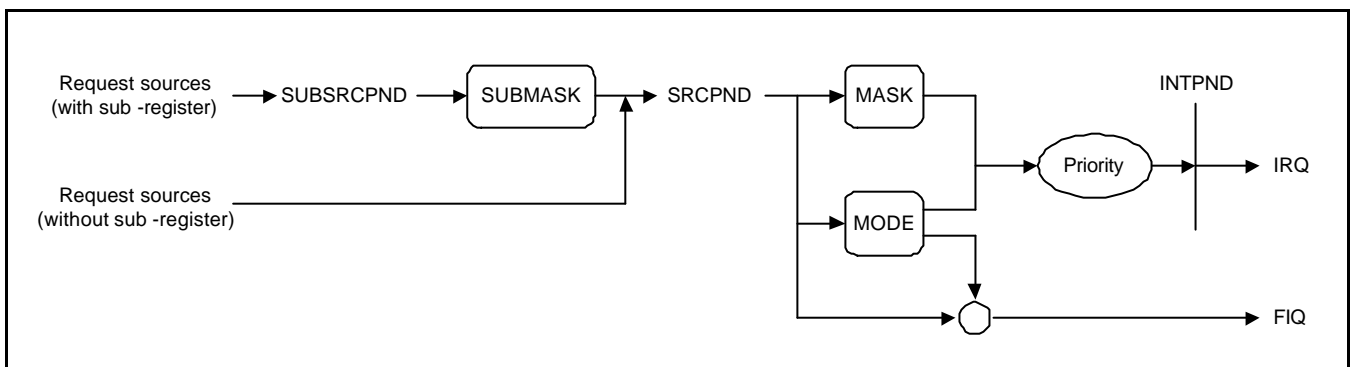 Request sources
(with sub -register)
SUBSRCPND
SUBMASK
SRCPND
MASK
INTPND
Priority
IRQ
Request sources
(without sub -register)
MODE
FIQ